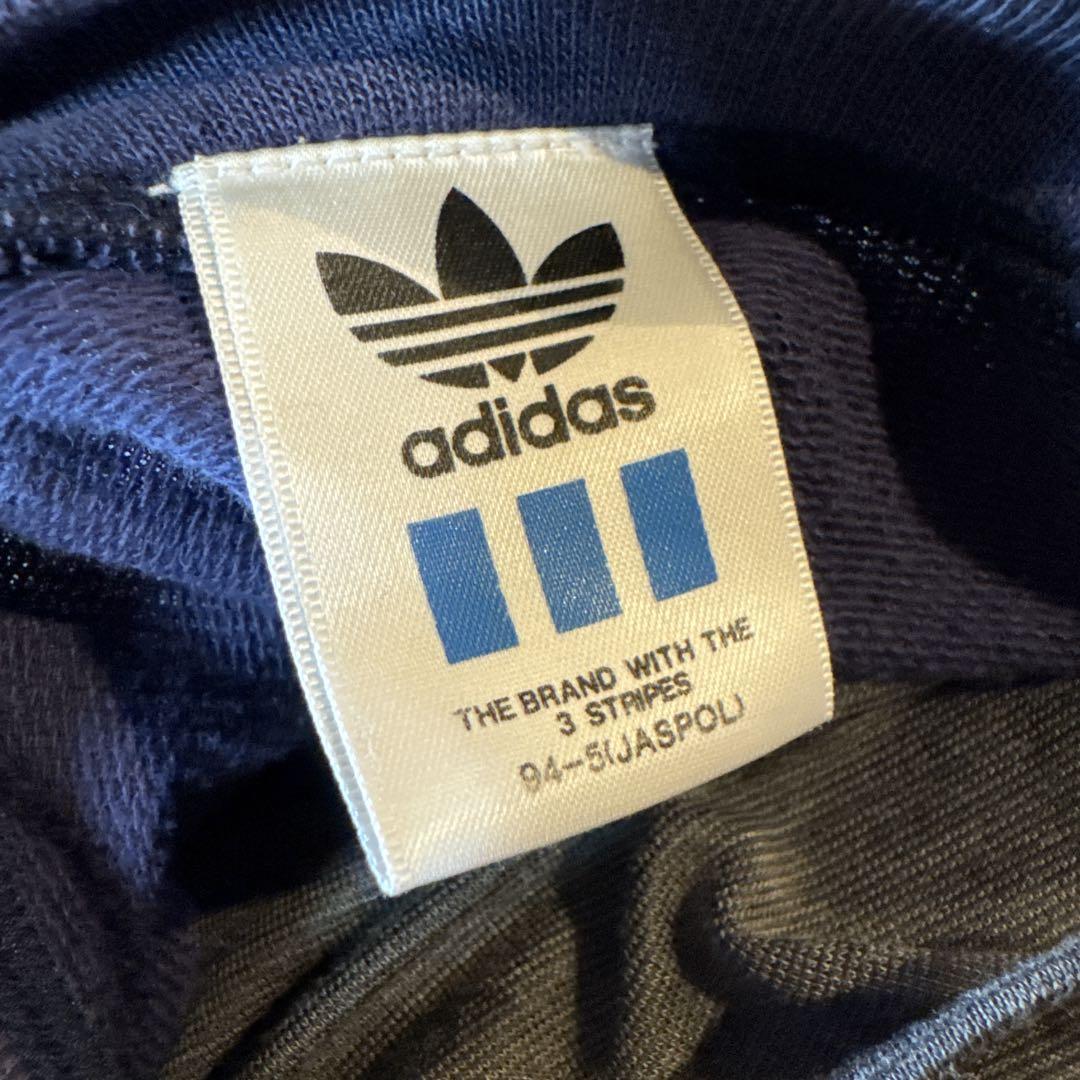 adidas
THE BRAND WITH THE
3 STRIPES
94-5(JASPOL)